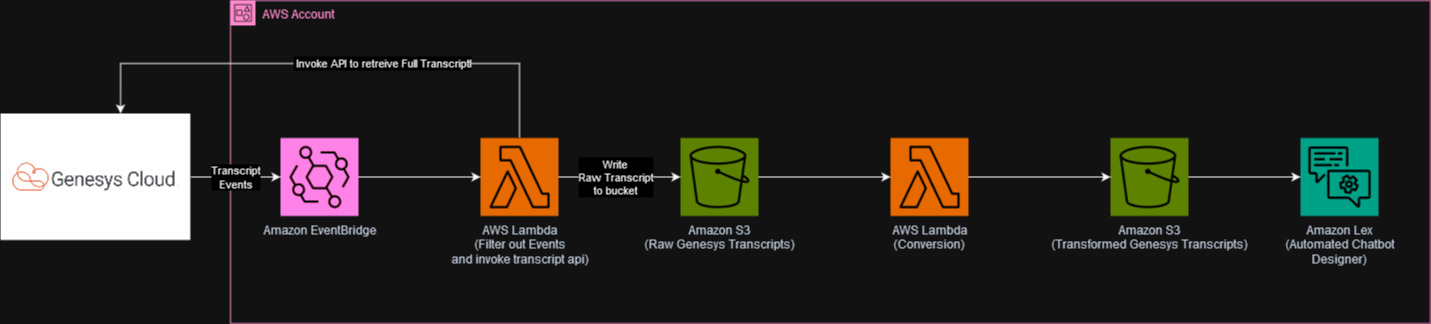 AWS Account
Invoke API to retreive Full Transcript
Genesys Cloud
Transcript
Events
Write
Raw Transcript
to bucket
Amazon EventBridge
AWS Lambda
(Filter out Events
and invoke transcript api)
Amazon S3
(Raw Genesys Transcripts)
AWS Lambda
(Conversion)
Amazon S3
(Transformed Genesys Transcripts)
Amazon Lex
(Automated Chatbot
Designer)